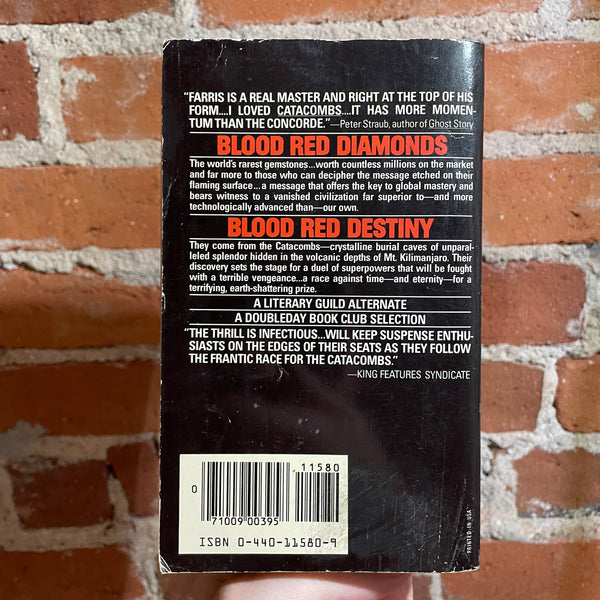 "FARRIS IS A REAL MASTER AND RIGHT AT THE TOP OF HIS
FORM....I LOVED CATACOMBS....IT HAS MORE MOMEN-
TUM THAN THE CONCORDE."—Peter Straub, author of Ghost Story
BLOOD RED DIAMONDS
The world's rarest gemstones...worth countless millions on the market
and far more to those who can decipher the message etched on their
flaming surface...a message that offers the key to global mastery and
bears witness to a vanished civilization far superior to—and more
technologically advanced than—our own.
BLOOD RED DESTINY
They come from the Catacombs—crystalline burial caves of unparal-
leled splendor hidden in the volcanic depths of Mt. Kilimanjaro. Their
discovery sets the stage for a duel of superpowers that will be fought
with a terrible vengeance...a race against time—and eternity—for a
terrifying, earth-shattering prize.
A LITERARY GUILD ALTERNATE
A DOUBLEDAY BOOK CLUB SELECTION
"THE THRILL IS INFECTIOUS...WILL KEEP SUSPENSE ENTHU-
SIASTS ON THE EDGES OF THEIR SEATS AS THEY FOLLOW
THE FRANTIC RACE FOR THE CATACOMBS."
—KING FEATURES SYNDICATE
11580
0
71009 00395
ISBN 0-440-11580-9
PRINTED IN USA